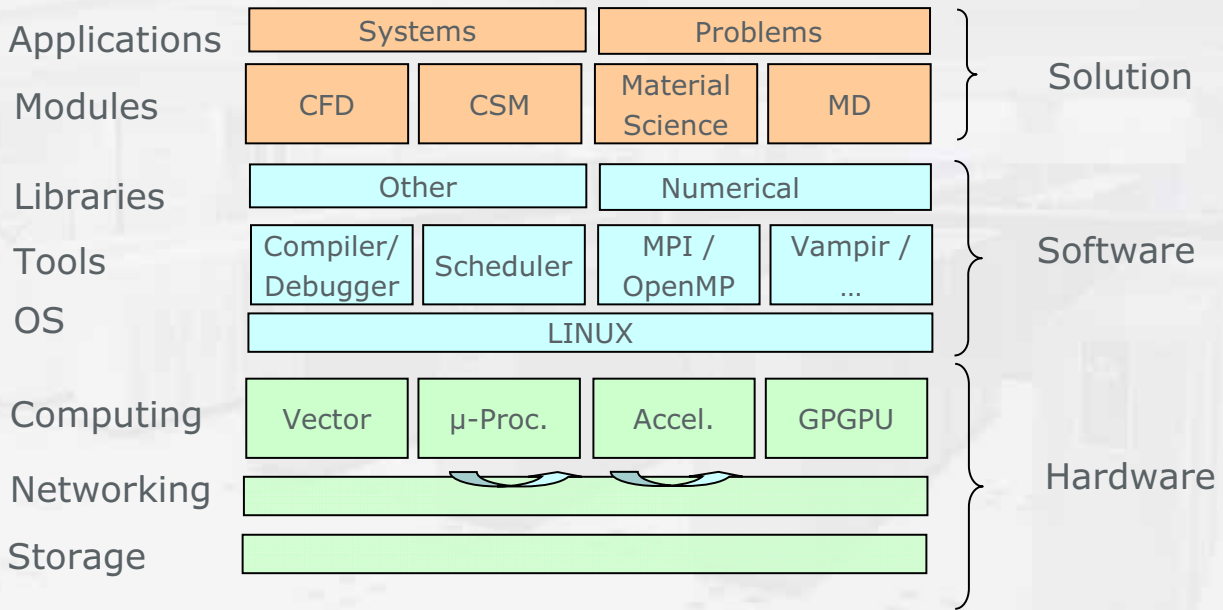 Applications
Systems
Problems
Modules
CFD
CSM
Material
Science
MD
Solution
Libraries
Other
Numerical
Tools
Compiler/
Debugger
Scheduler
MPI /
OpenMP
Vampir /
…
Software
OS
LINUX
Computing
Vector
µ-Proc.
Accel.
GPGPU
Networking
Hardware
Storage